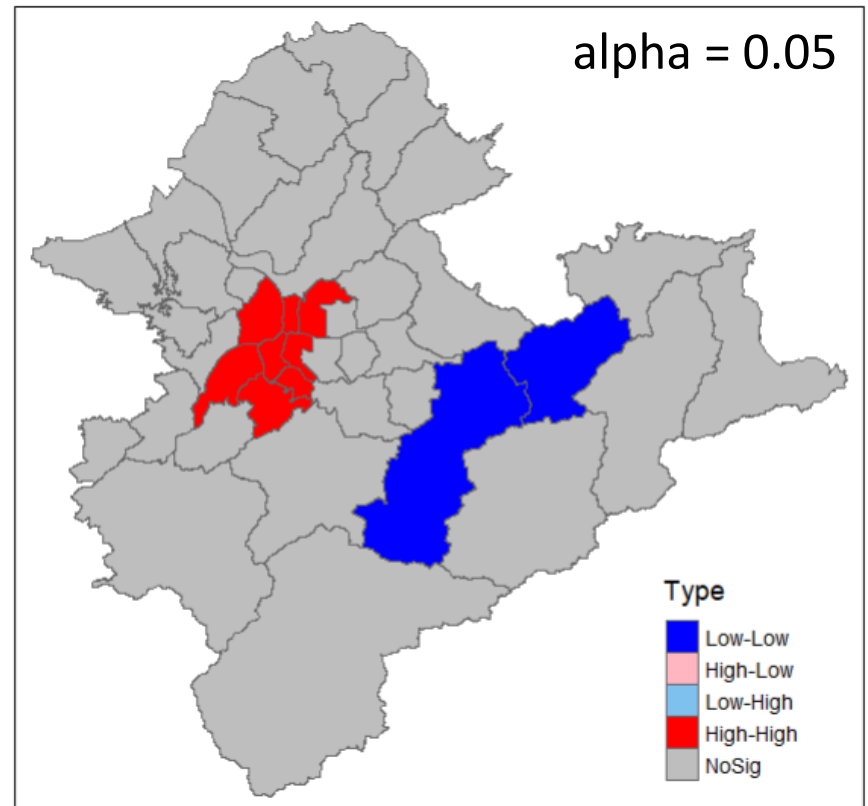 alpha = 0.05
Type
Low-Low
High-Low
Low-High
High-High
NoSig